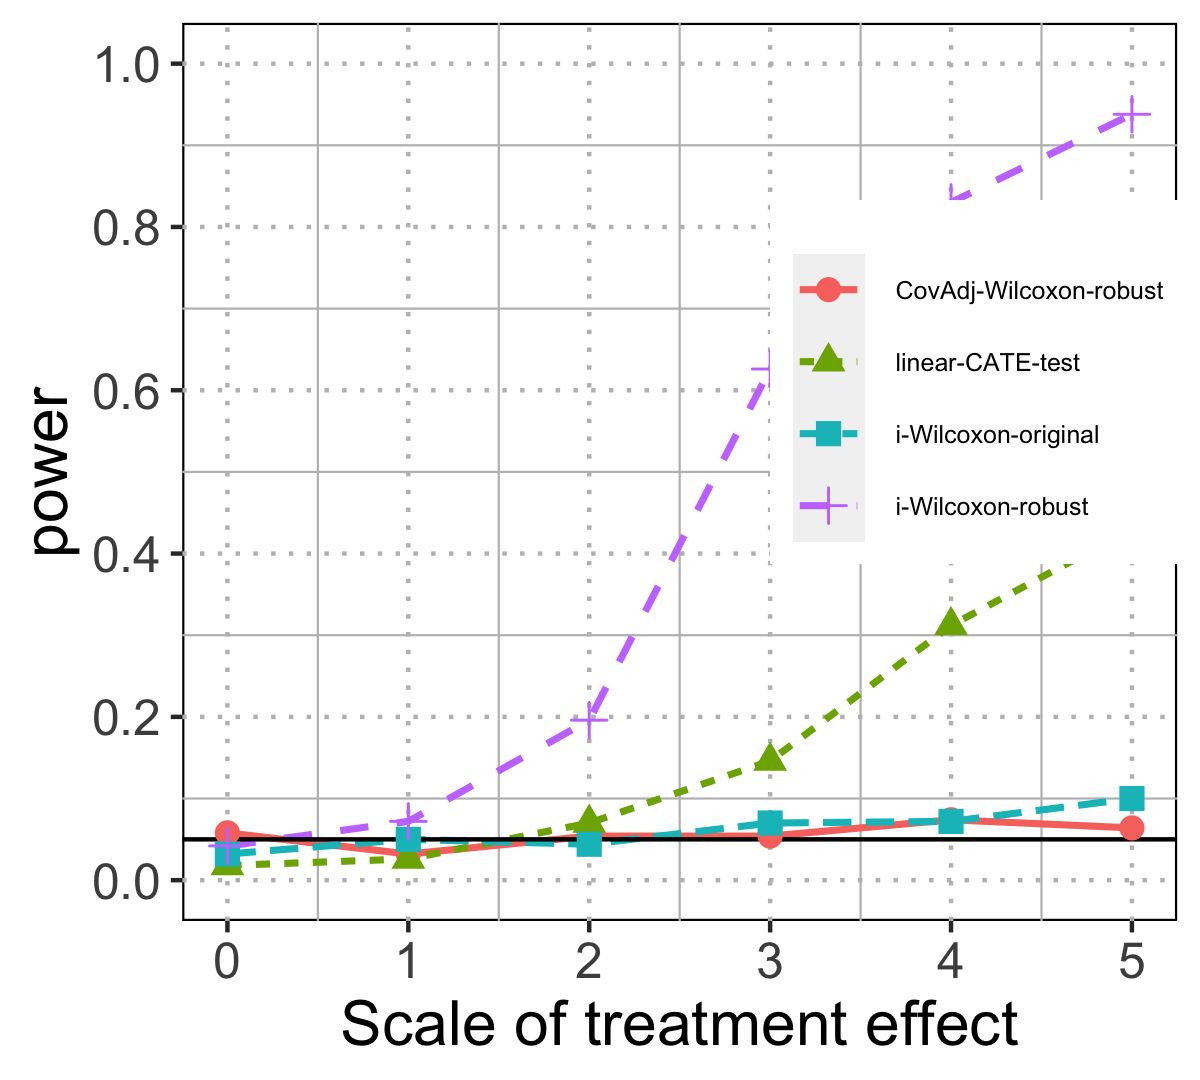 1.0
0.8
0.6
0.4
0.2
0.0
power
CovAdj-Wilcoxon-robust
linear-CATE-test
i-Wilcoxon-original
i-Wilcoxon-robust
0 1 2 3 4 5
Scale of treatment effect